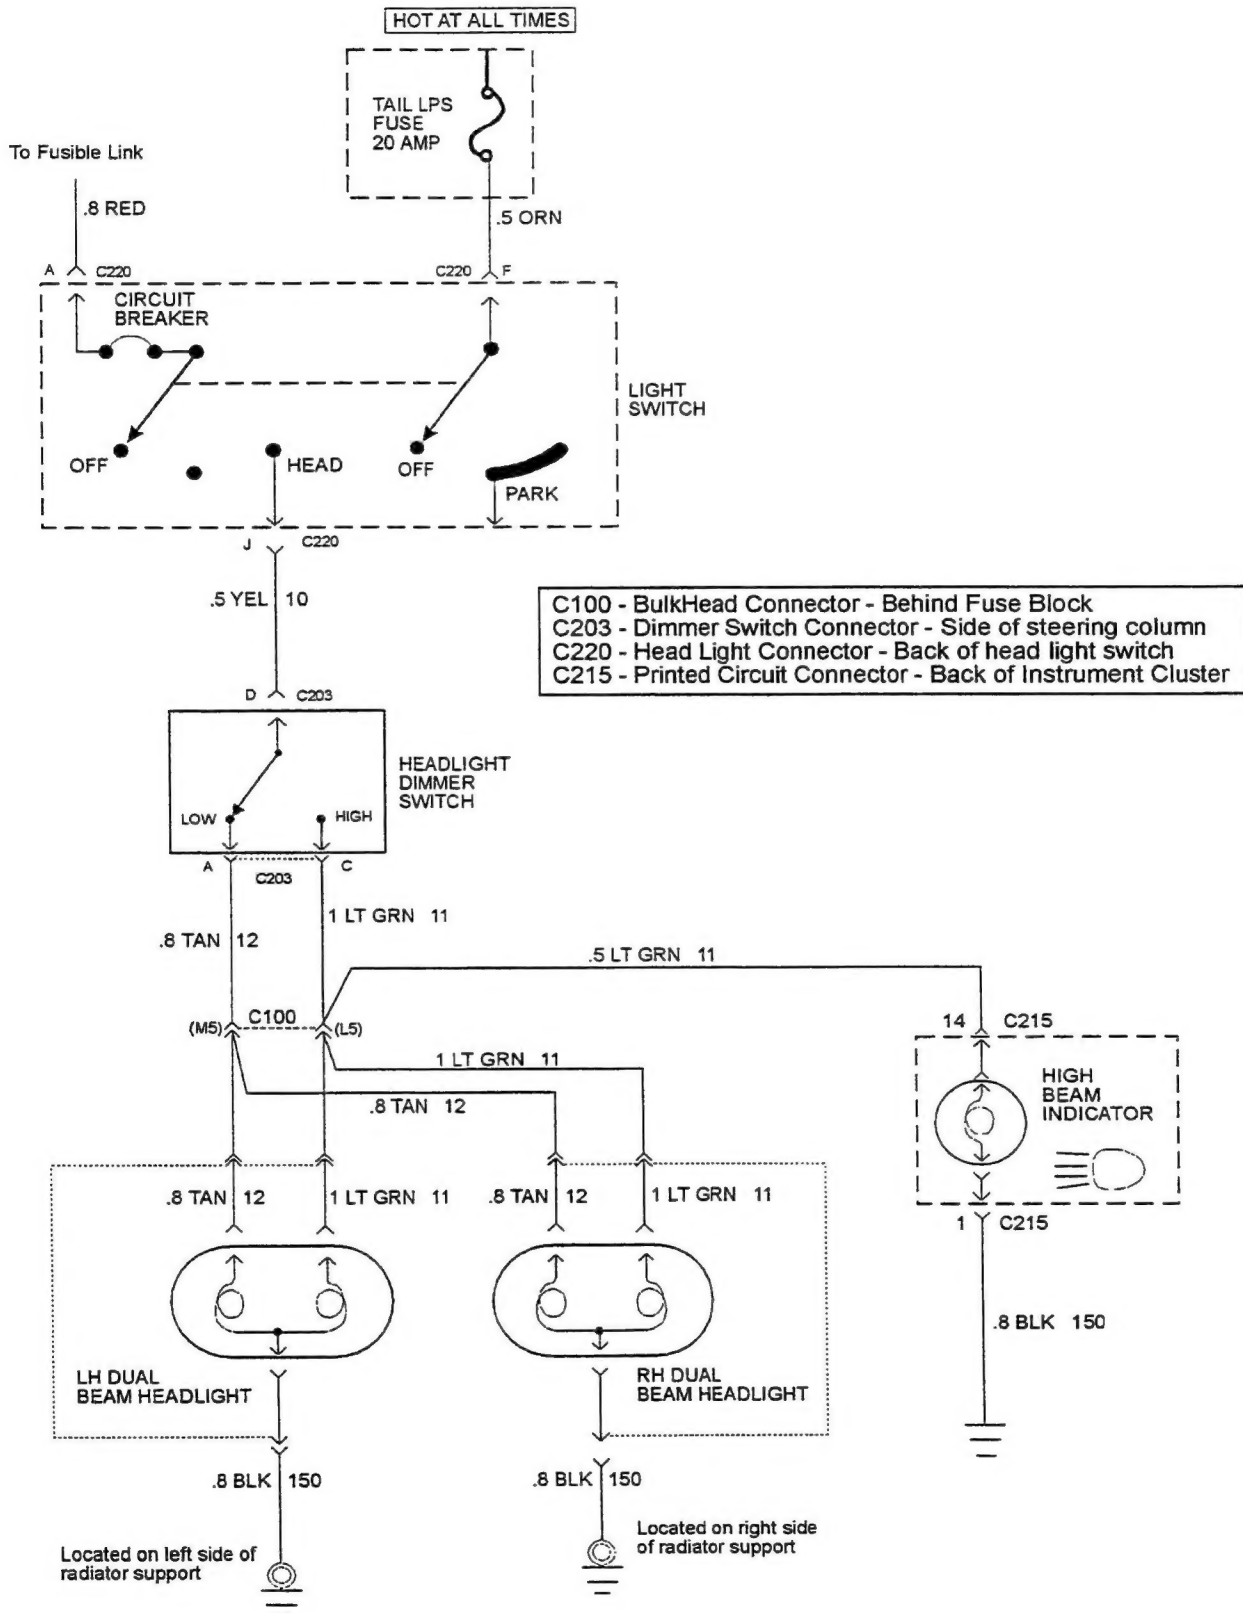 HOT AT ALL TIMES
TAIL LPS
FUSE
20 AMP
To Fusible Link
.8 RED
.5 ORN
A C220
C220 F
CIRCUIT
BREAKER
LIGHT
SWITCH
OFF
HEAD
OFF
PARK
J C220
.5 YEL 10
C100 - BulkHead Connector - Behind Fuse Block
C203 - Dimmer Switch Connector - Side of steering column
C220 - Head Light Connector - Back of head light switch
C215 - Printed Circuit Connector - Back of Instrument Cluster
D C203
HEADLIGHT
DIMMER
SWITCH
LOW
HIGH
A C203 C
1 LT GRN 11
.8 TAN 12
.5 LT GRN 11
(M5) C100 (L5)
14 C215
1 LT GRN 11
.8 TAN 12
HIGH
BEAM
INDICATOR
.8 TAN 12
1 LT GRN 11
.8 TAN 12
1 LT GRN 11
1 C215
.8 BLK 150
LH DUAL
BEAM HEADLIGHT
RH DUAL
BEAM HEADLIGHT
.8 BLK 150
.8 BLK 150
Located on left side of
radiator support
Located on right side
of radiator support